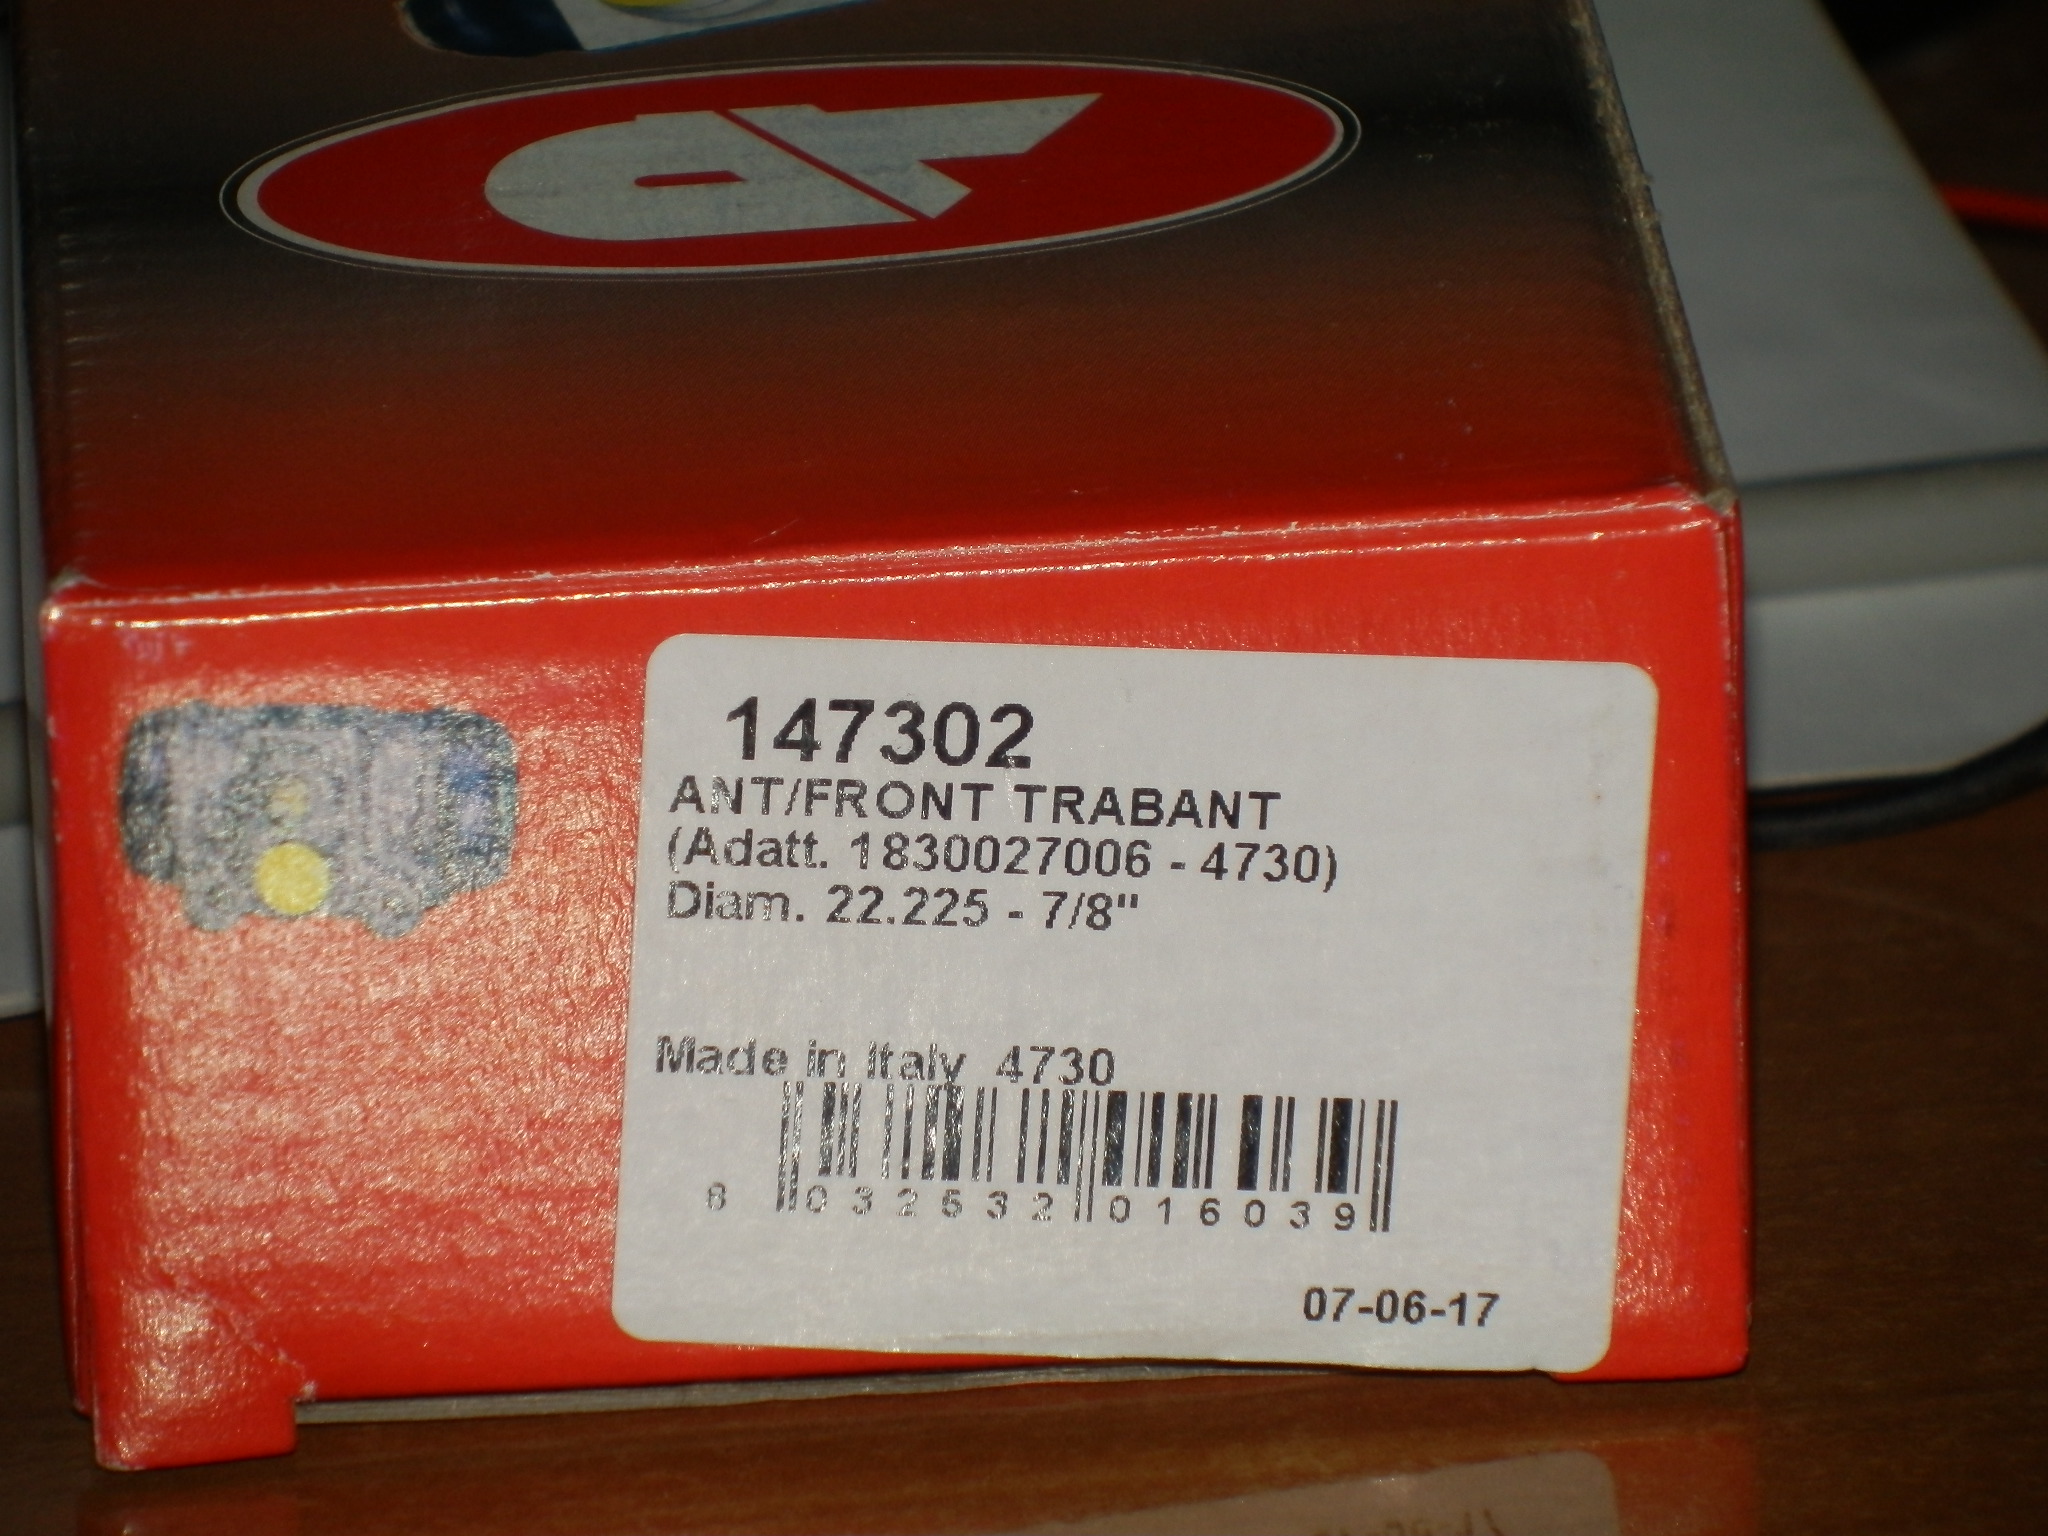 147302
ANT/FRONT TRABANT
(Adatt. 1830027006 - 4730)
Diam. 22.225 - 7/8"
Made in Italy 4730
8 032532 016039
07-06-17